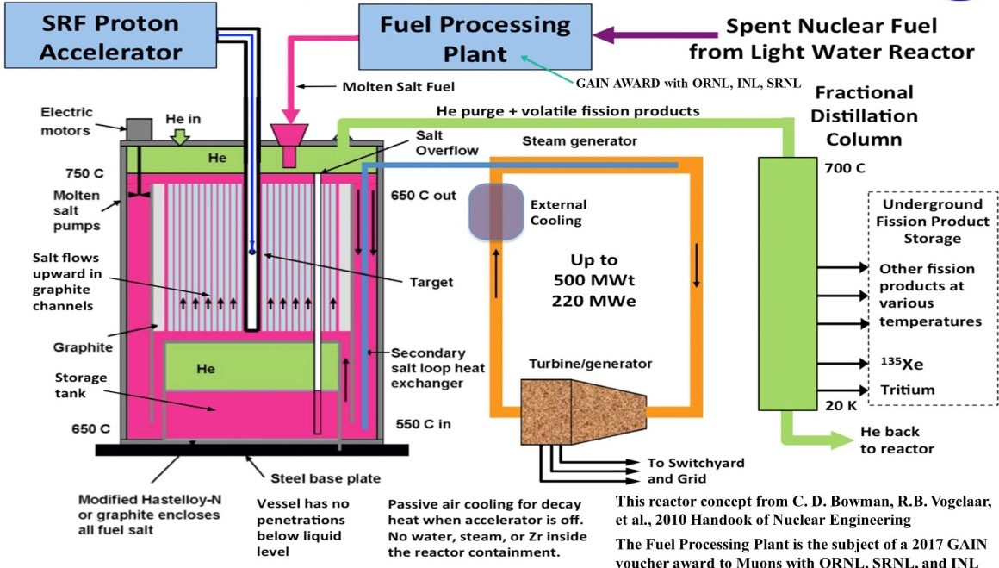 SRF Proton
Accelerator
Fuel Processing
Plant
Spent Nuclear Fuel
from Light Water Reactor
GAIN AWARD with ORNL, INL, SRNL
Molten Salt Fuel
Fractional
Distillation
Column
Electric
motors
He in
He purge + volatile fission products
Salt
Overflow
Steam generator
He
750 C
700 C
Molten
salt
pumps
650 C out
External
Cooling
Underground
Fission Product
Storage
Salt flows
upward in
graphite
channels
Up to
500 MWt
220 MWe
Target
Other fission
products at
various
temperatures
Graphite
Secondary
salt loop heat
exchanger
He
Turbine/generator
135Xe
Storage
tank
Tritium
650 C
550 C in
20 K
He back
to reactor
To Switchyard
and Grid
Steel base plate
Modified Hastelloy-N
or graphite encloses
all fuel salt
Vessel has no
penetrations
below liquid
level
Passive air cooling for decay
heat when accelerator is off.
No water, steam, or Zr inside
the reactor containment.
This reactor concept from C. D. Bowman, R.B. Vogelaar,
et al., 2010 Handook of Nuclear Engineering
The Fuel Processing Plant is the subject of a 2017 GAIN
voucher award to Muons with ORNL, SRNL, and INL